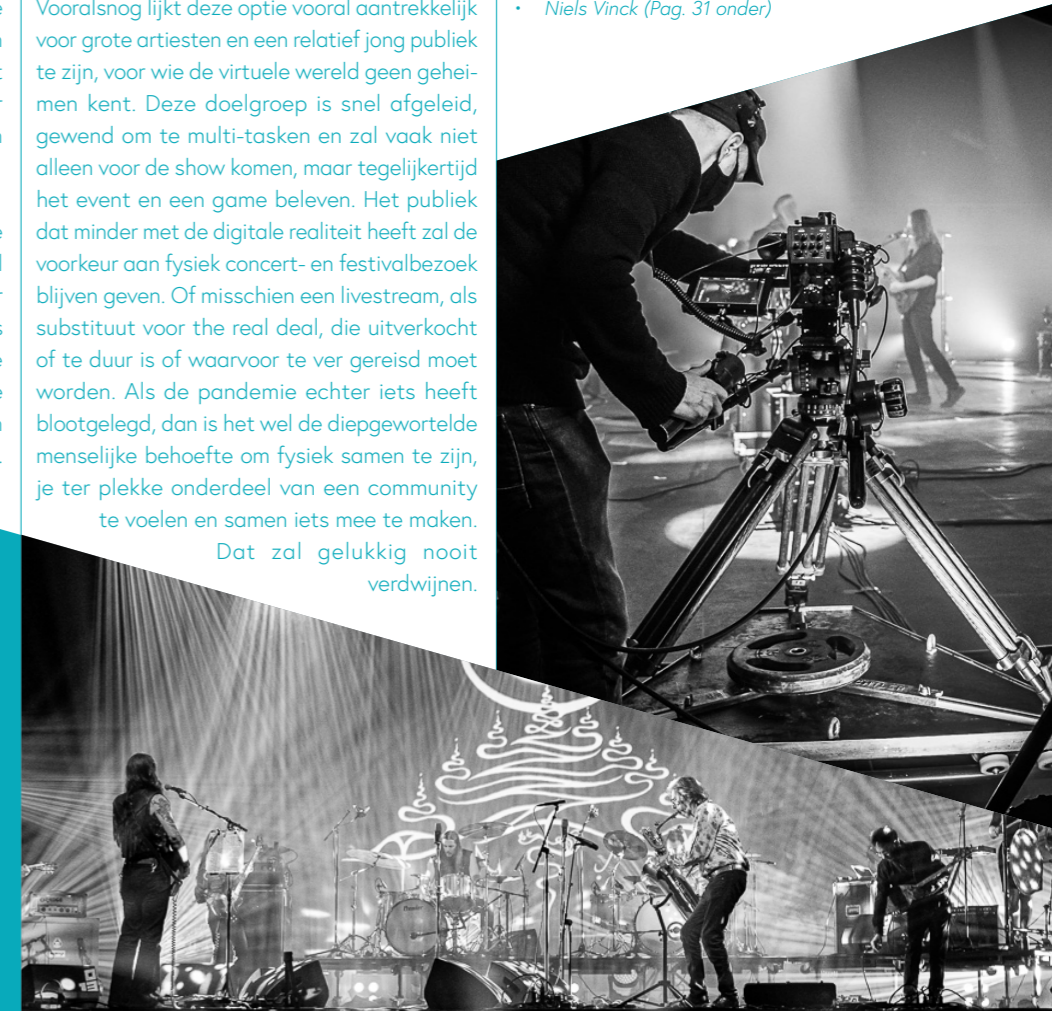 Vooralsnog lijkt deze optie vooral aantrekkelijk
voor grote artiesten en een relatief jong publiek
te zijn, voor wie de virtuele wereld geen gehei-
men kent. Deze doelgroep is snel afgeleid,
gewend om te multi-tasken en zal vaak niet
alleen voor de show komen, maar tegelijkertijd
het event en een game beleven. Het publiek
dat minder met de digitale realiteit heeft zal de
voorkeur aan fysiek concert- en festivalbezoek
blijven geven. Of misschien een livestream, als
substituut voor the real deal, die uitverkocht
of te duur is of waarvoor te ver gereisd moet
worden. Als de pandemie echter iets heeft
blootgelegd, dan is het wel de diepgewortelde
menselijke behoefte om fysiek samen te zijn,
je ter plekke onderdeel van een community
te voelen en samen iets mee te maken.
Dat zal gelukkig nooit
verdwijnen.
• Niels Vinck (Pag. 31 onder)